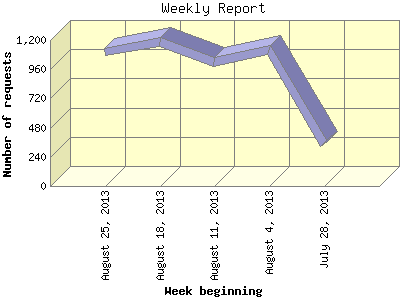 Weekly Report
Number of requests
1,200
960
720
480
240
0
August 25, 2013
August 18, 2013
August 11, 2013
August 4, 2013
July 28, 2013
Week beginning